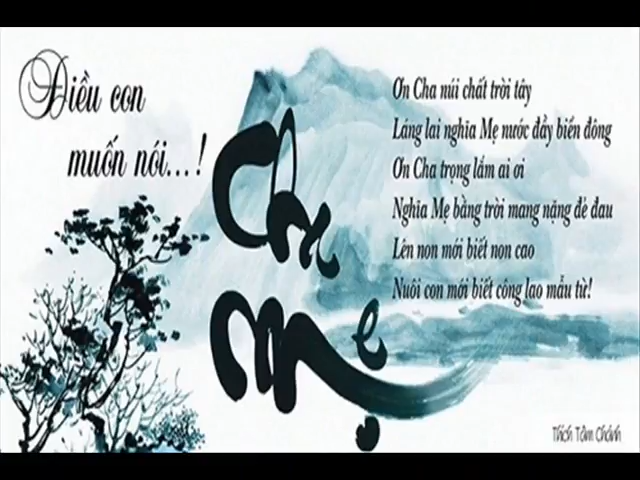 Điều con
muốn nói...!
Cha
Mẹ
Ơn Cha núi chất trời tây
Láng lai nghĩa Mẹ nước đầy biển đông
Ơn Cha trọng lắm ai ơi
Nghĩa Mẹ bằng trời mang nặng đẻ đau
Lên non mới biết non cao
Nuôi con mới biết công lao mẫu từ!
Thích Tâm Chánh